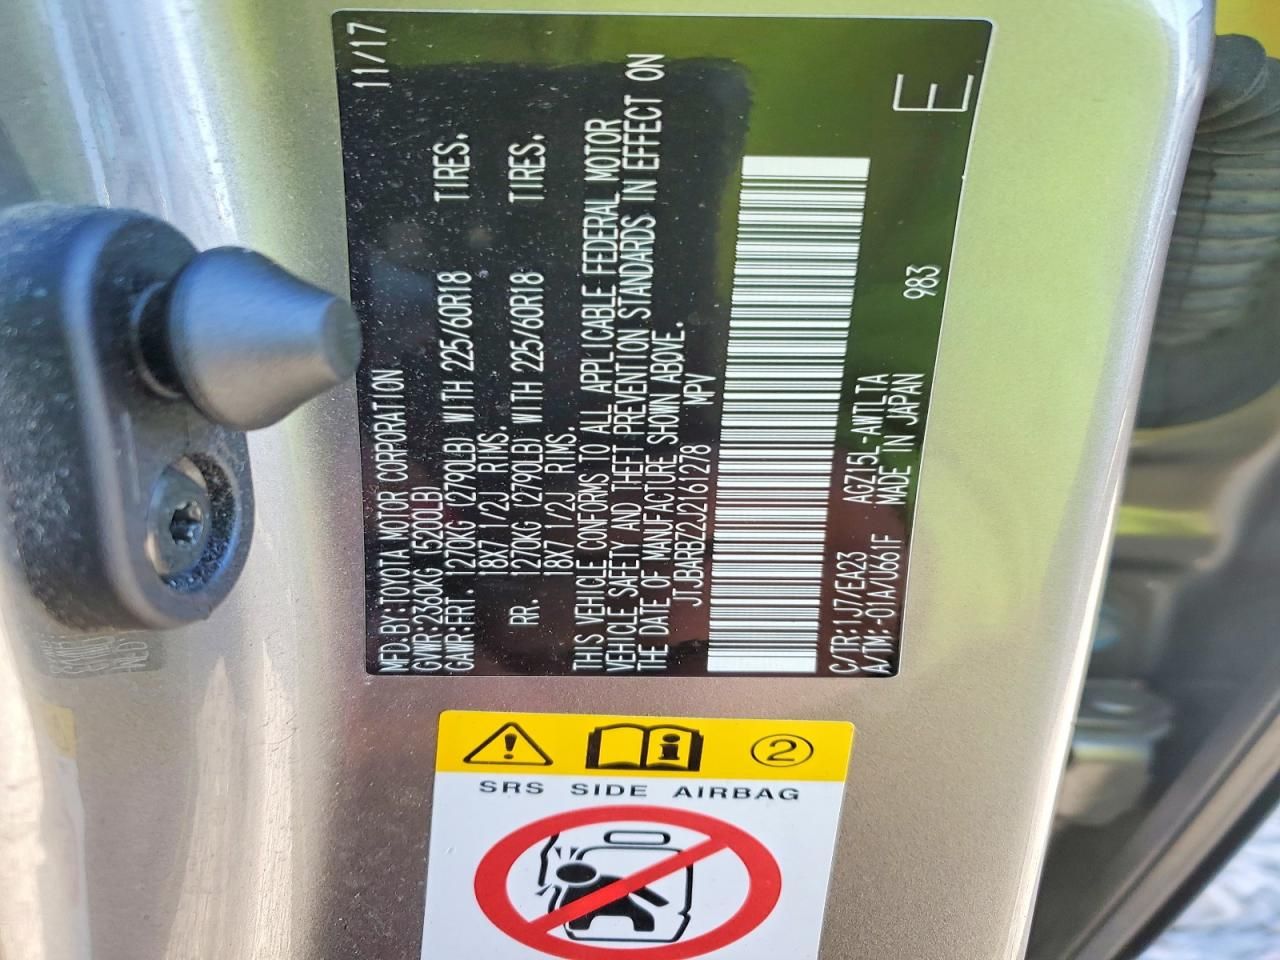 MFD.BY:TOYOTA MOTOR CORPORATION 11/17
GVWR:2360KG (5200LB)
GAWR:FRT. 1270KG (2790LB) WITH 225/60R18 TIRES.
18X7 1/2J RIMS.
RR. 1270KG (2790LB) WITH 225/60R18 TIRES.
18X7 1/2J RIMS.
THIS VEHICLE CONFORMS TO ALL APPLICABLE FEDERAL MOTOR
VEHICLE SAFETY AND THEFT PREVENTION STANDARDS IN EFFECT ON
THE DATE OF MANUFACTURE SHOWN ABOVE.
JTJBARBZ2J2161278 MPV
C/TR:1J7/EA23 AGZ15L-AWTLTA
A/TM:-01A/U661F MADE IN JAPAN 983 E
2
SRS SIDE AIRBAG